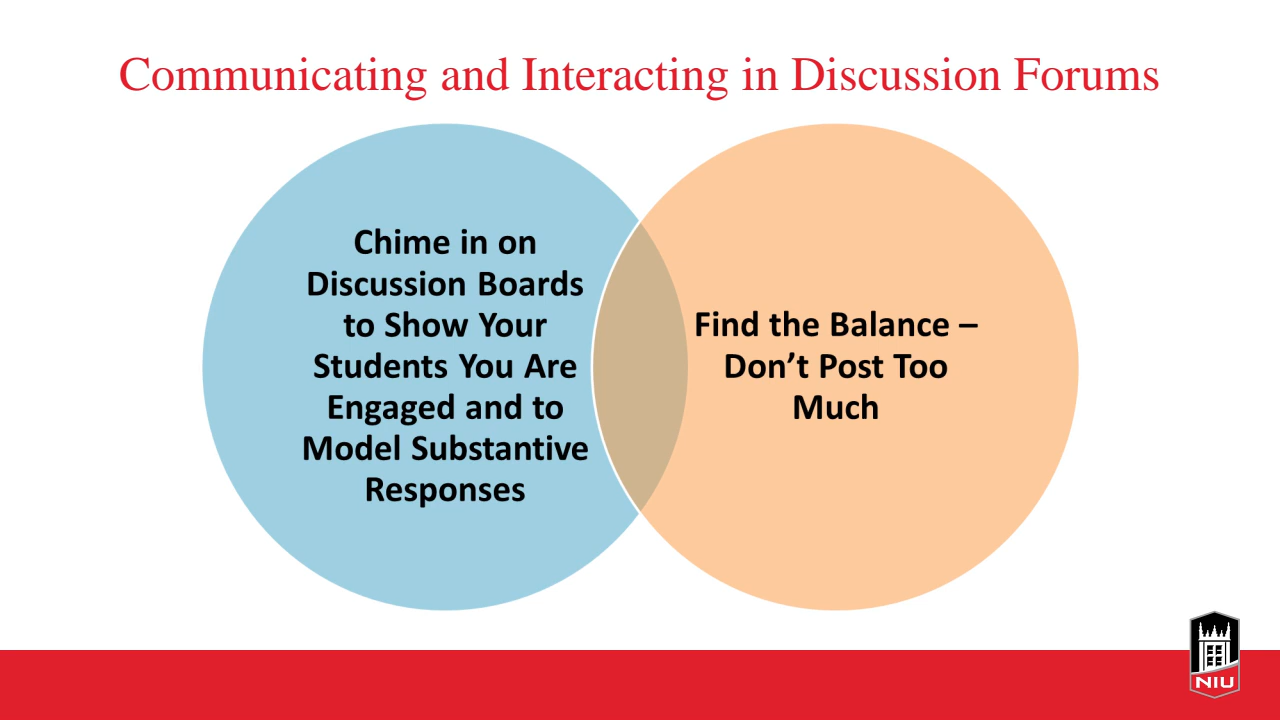 Communicating and Interacting in Discussion Forums
Chime in on
Discussion Boards
to Show Your
Students You Are
Engaged and to
Model Substantive
Responses
Find the Balance –
Don’t Post Too
Much
NIU